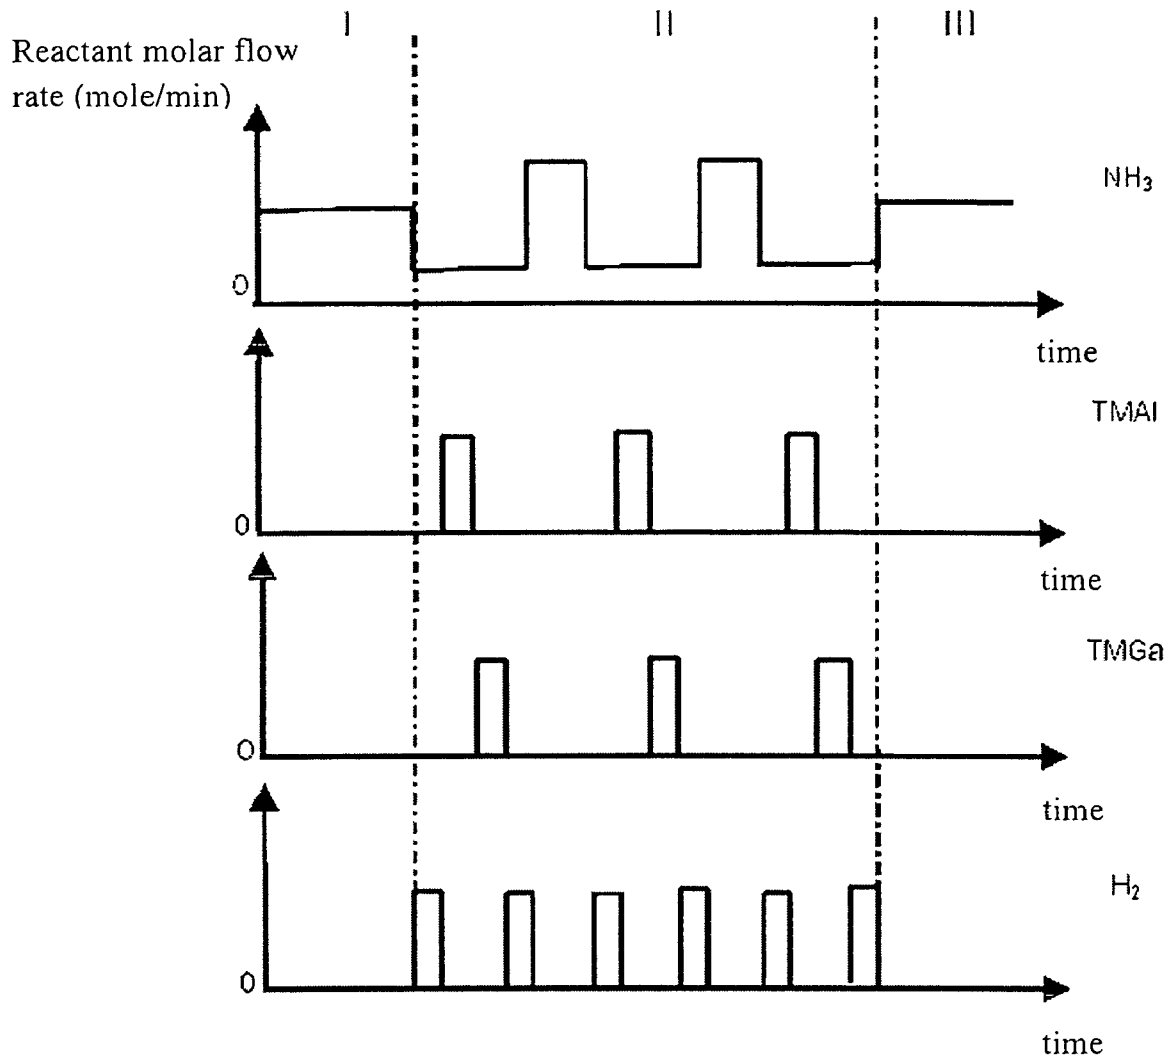 I II III
Reactant molar flow
rate (mole/min)
NH₃
0
time
TMAl
0
time
TMGa
0
time
H₂
0
time